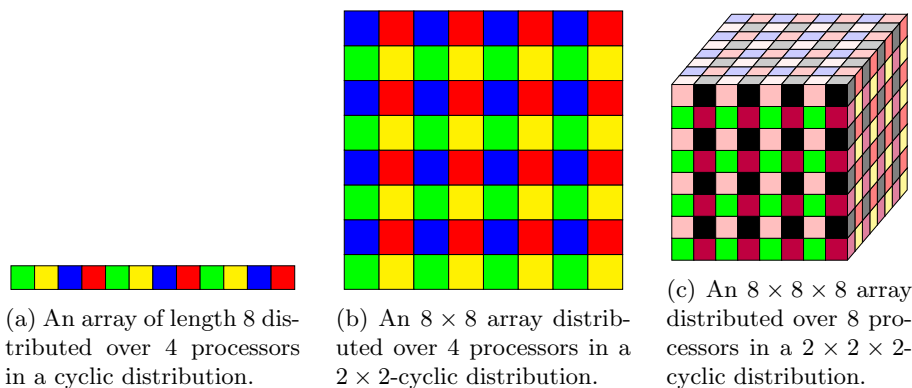 (a) An array of length 8 dis-
tributed over 4 processors
in a cyclic distribution.
(b) An 8 × 8 array distrib-
uted over 4 processors in a
2 × 2-cyclic distribution.
(c) An 8 × 8 × 8 array
distributed over 8 pro-
cessors in a 2 × 2 × 2-
cyclic distribution.